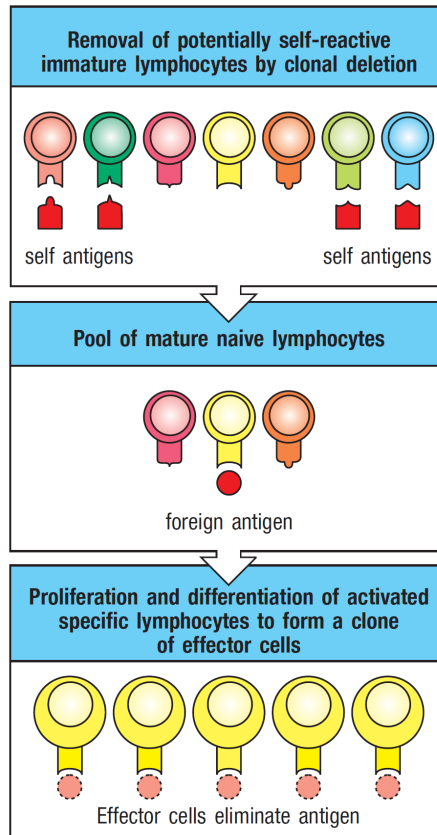 Removal of potentially self-reactive
immature lymphocytes by clonal deletion
self antigens
self antigens
Pool of mature naive lymphocytes
foreign antigen
Proliferation and differentiation of activated
specific lymphocytes to form a clone
of effector cells
Effector cells eliminate antigen